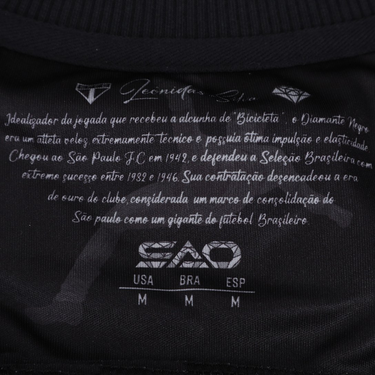 Leônidas Silva
Idealizador da jogada que recebeu a alcunha de "Bicicleta", o Diamante Negro
era um atleta veloz, extremamente técnico e possuía ótima impulsão e elasticidade.
Chegou ao São Paulo F.C em 1942, e defendeu a Seleção Brasileira com
extremo sucesso entre 1932 e 1946. Sua contratação desencadeou a era
de ouro do clube, considerada um marco de consolidação do
São paulo como um gigante do futebol Brasileiro
SAO
USA BRA ESP
M M M